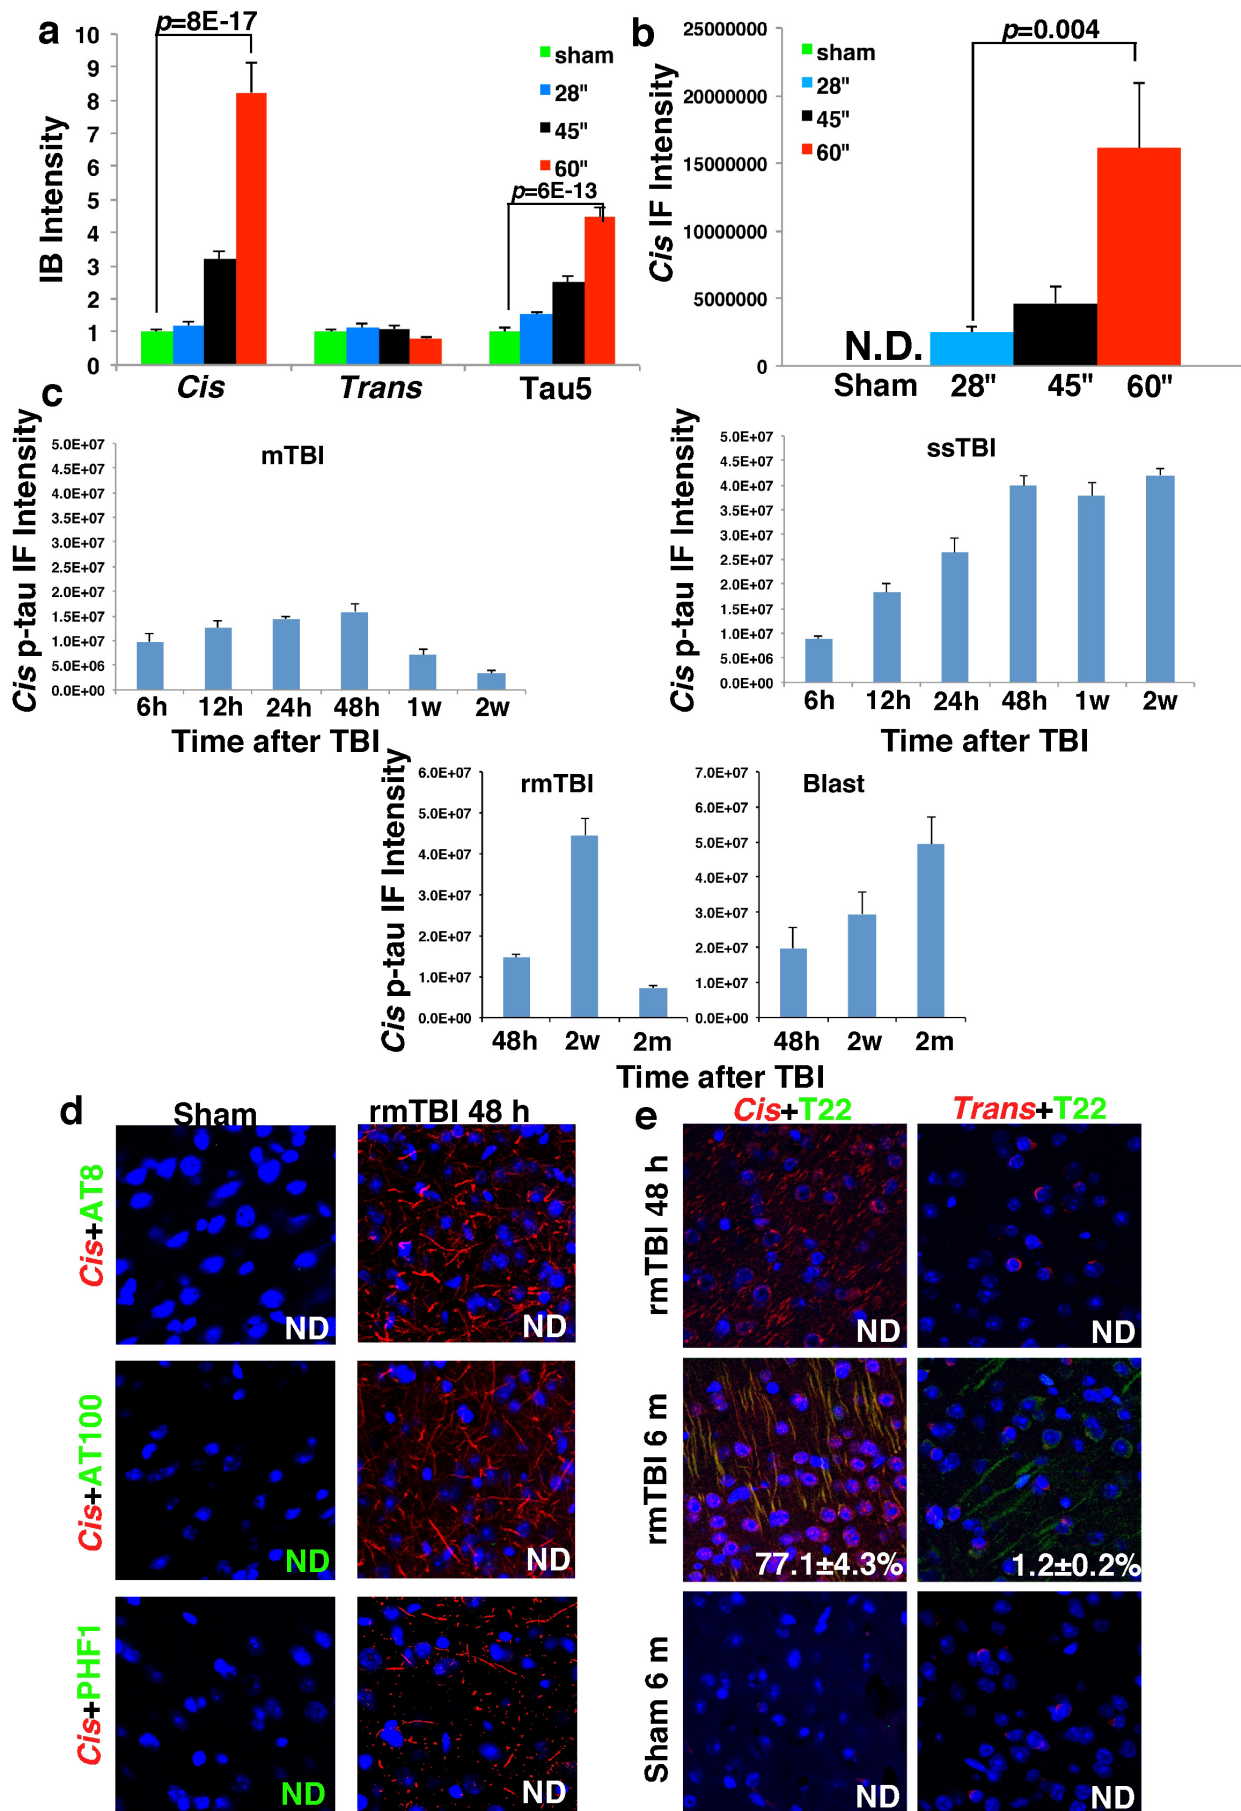 a
p=8E-17
IB Intensity
10
9
8
7
6
5
4
3
2
1
0
sham
28"
45"
60"
p=6E-13
Cis Trans Tau5
b
p=0.004
Cis IF Intensity
25000000
20000000
15000000
10000000
5000000
0
sham
28"
45"
60"
N.D.
Sham 28" 45" 60"
c
mTBI
Cis p-tau IF Intensity
5.0E+07
4.5E+07
4.0E+07
3.5E+07
3.0E+07
2.5E+07
2.0E+07
1.5E+07
1.0E+07
5.0E+06
0.0E+00
6h 12h 24h 48h 1w 2w
Time after TBI
ssTBI
Cis p-tau IF Intensity
5.0E+07
4.5E+07
4.0E+07
3.5E+07
3.0E+07
2.5E+07
2.0E+07
1.5E+07
1.0E+07
5.0E+06
0.0E+00
6h 12h 24h 48h 1w 2w
Time after TBI
rmTBI
Cis p-tau IF Intensity
6.0E+07
5.0E+07
4.0E+07
3.0E+07
2.0E+07
1.0E+07
0.0E+00
48h 2w 2m
Blast
7.0E+07
6.0E+07
5.0E+07
4.0E+07
3.0E+07
2.0E+07
1.0E+07
0.0E+00
48h 2w 2m
Time after TBI
d
Sham rmTBI 48 h
Cis+AT8
ND ND
Cis+AT100
ND ND
Cis+PHF1
ND ND
e
Cis+T22 Trans+T22
rmTBI 48 h
ND ND
rmTBI 6 m
77.1±4.3% 1.2±0.2%
Sham 6 m
ND ND